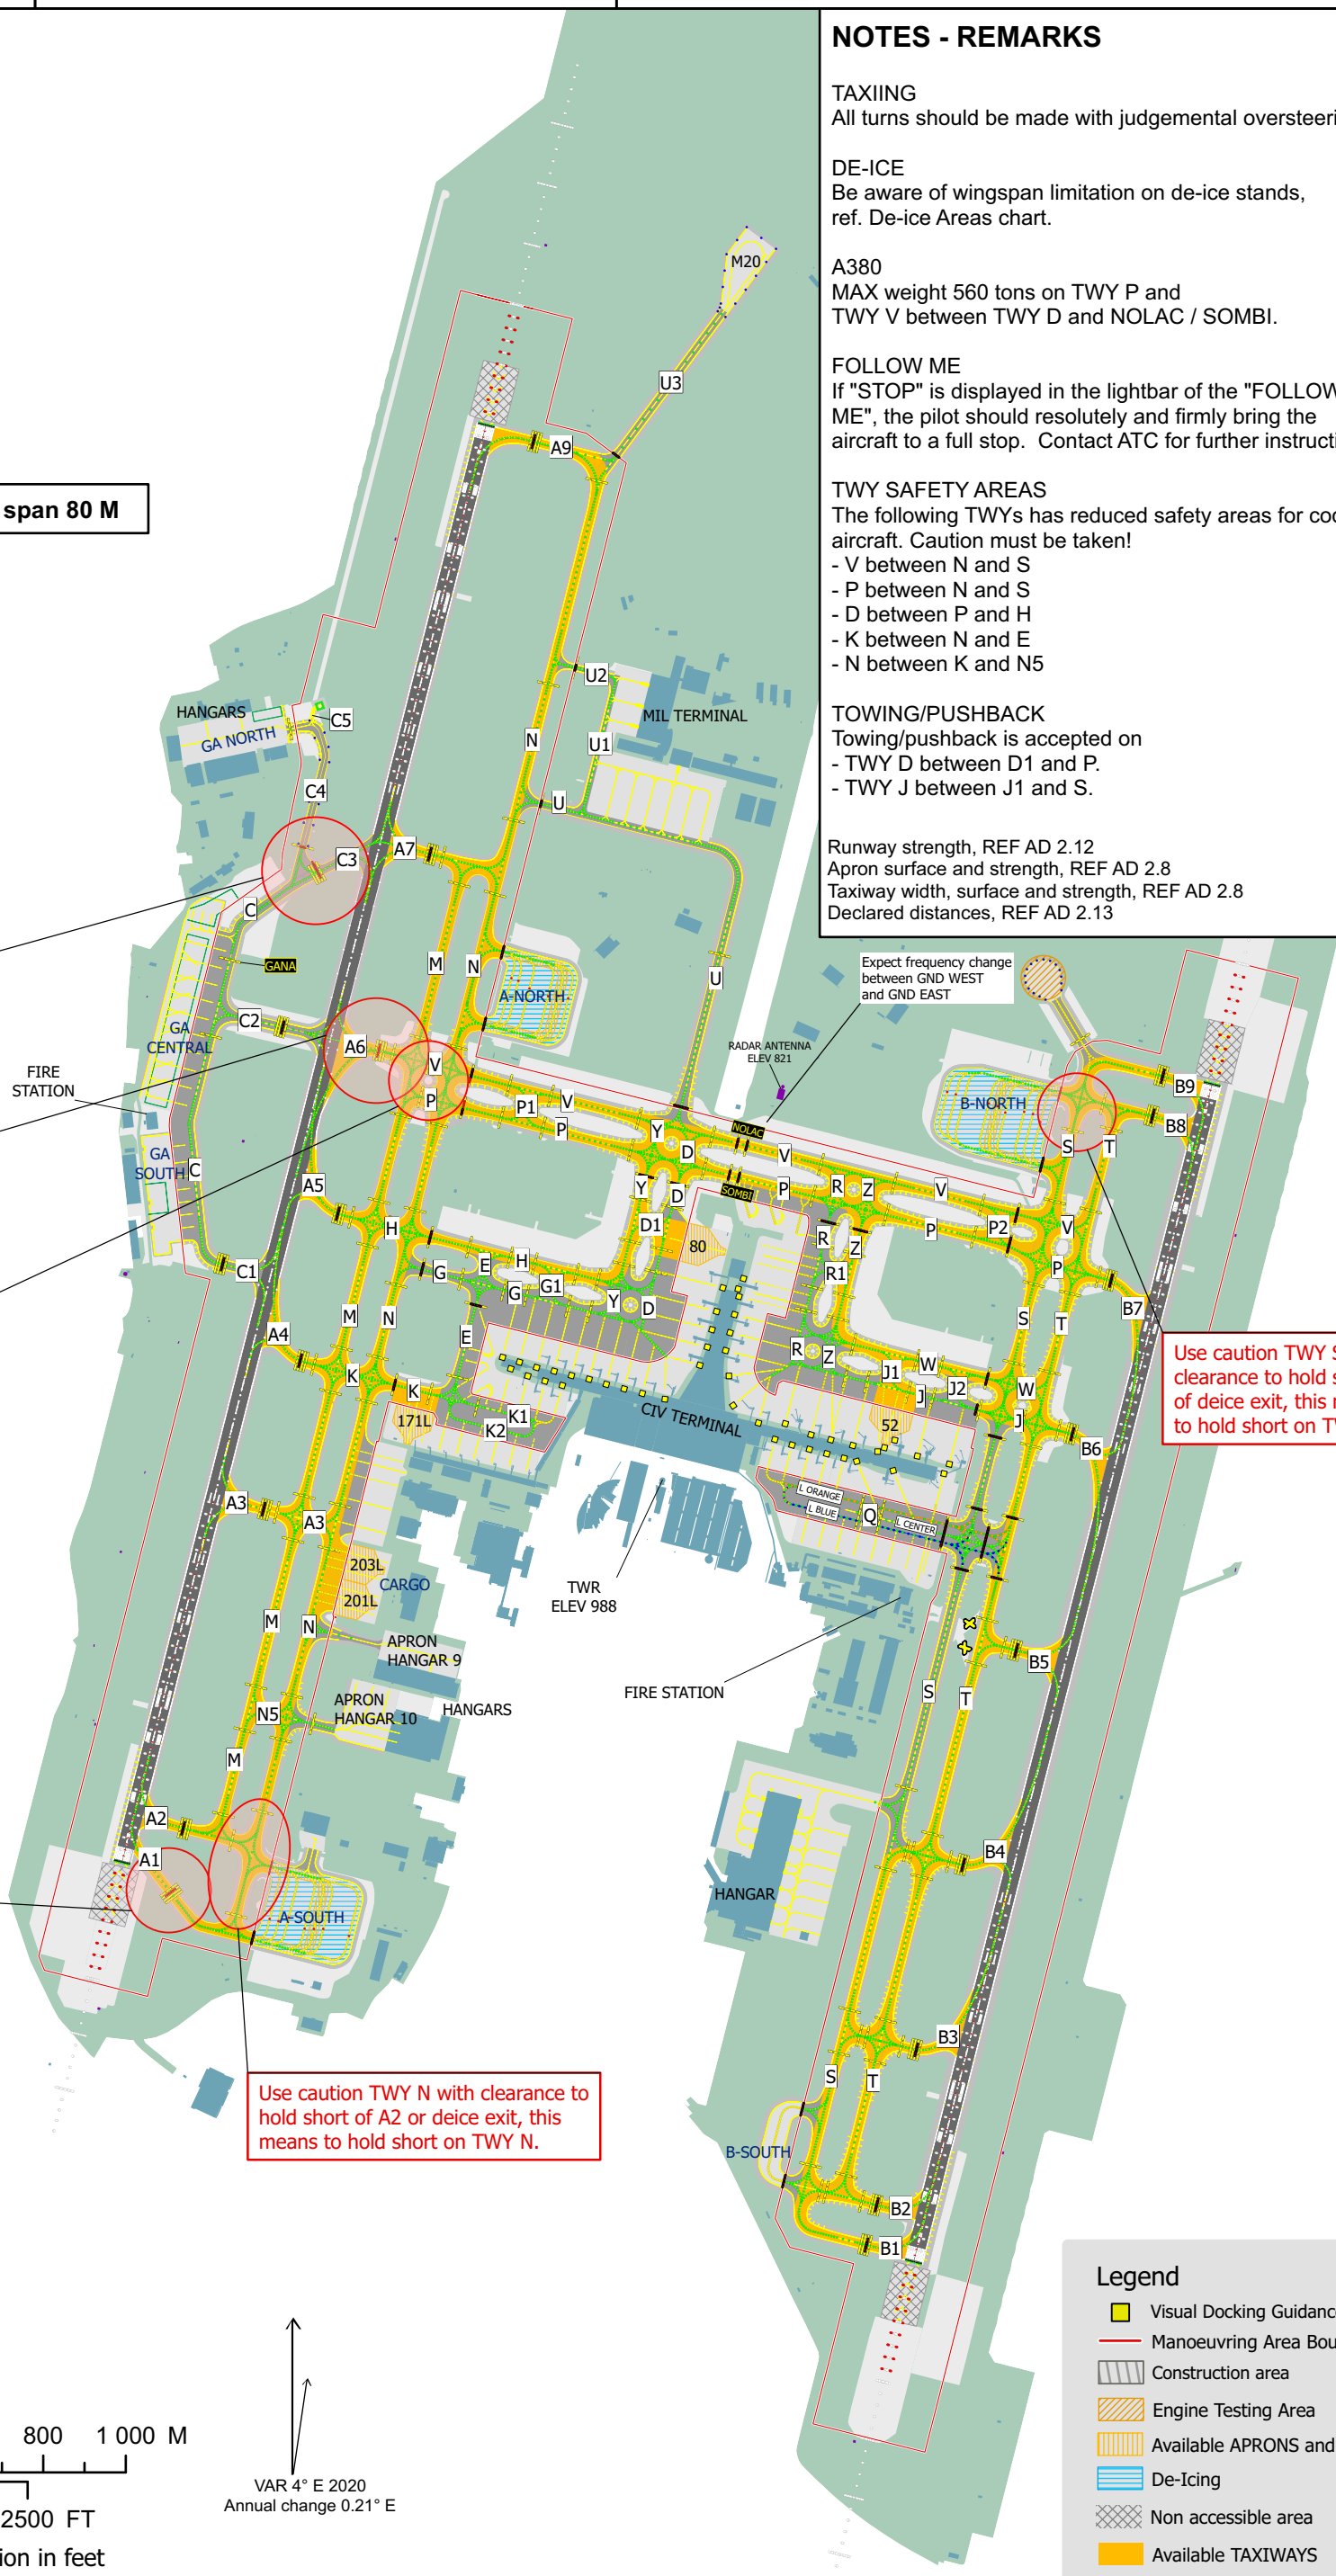 NOTES - REMARKS
TAXIING
All turns should be made with judgemental oversteeri
DE-ICE
Be aware of wingspan limitation on de-ice stands,
ref. De-ice Areas chart.
A380
MAX weight 560 tons on TWY P and
TWY V between TWY D and NOLAC / SOMBI.
FOLLOW ME
If "STOP" is displayed in the lightbar of the "FOLLOW
ME", the pilot should resolutely and firmly bring the
aircraft to a full stop. Contact ATC for further instructi
TWY SAFETY AREAS
The following TWYs has reduced safety areas for cod
aircraft. Caution must be taken!
- V between N and S
- P between N and S
- D between P and H
- K between N and E
- N between K and N5
TOWING/PUSHBACK
Towing/pushback is accepted on
- TWY D between D1 and P.
- TWY J between J1 and S.
Runway strength, REF AD 2.12
Apron surface and strength, REF AD 2.8
Taxiway width, surface and strength, REF AD 2.8
Declared distances, REF AD 2.13
span 80 M
M20
U3
A9
U2
MIL TERMINAL
U1
N
U
HANGARS
GA NORTH
C5
C4
C3
A7
C
GANA
M
N
A-NORTH
U
C2
GA
CENTRAL
A6
V
P
FIRE
STATION
GA
SOUTH
C
C1
A5
P1
V
P
Y
D
NOLAC
SOMBI
Expect frequency change
between GND WEST
and GND EAST
RADAR ANTENNA
ELEV 821
V
P
R
Z
V
P
P2
B-NORTH
B9
B8
S
T
V
P
B7
H
G
E
H
G
G1
Y
D
Y
D
D1
80
R
Z
R1
R
Z
J1
W
J
J2
W
J
S
T
B6
Use caution TWY S
clearance to hold s
of deice exit, this m
to hold short on TW
A4
M
N
E
K
K
K1
K2
171L
CIV TERMINAL
52
L ORANGE
L BLUE
Q
L CENTER
A3
A3
203L
201L
CARGO
M
N
TWR
ELEV 988
APRON
HANGAR 9
APRON
HANGAR 10
HANGARS
FIRE STATION
B5
S
T
N5
M
A2
A1
A-SOUTH
HANGAR
B4
B3
S
T
Use caution TWY N with clearance to
hold short of A2 or deice exit, this
means to hold short on TWY N.
B-SOUTH
B2
B1
Legend
Visual Docking Guidanc
Manoeuvring Area Bou
Construction area
Engine Testing Area
Available APRONS and
De-Icing
Non accessible area
Available TAXIWAYS
800 1 000 M
2500 FT
ion in feet
VAR 4° E 2020
Annual change 0.21° E